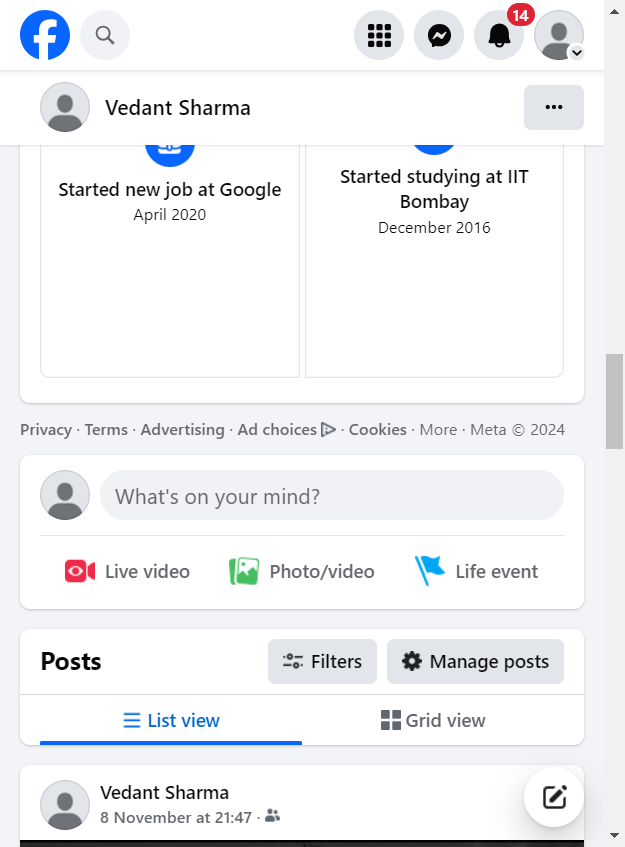 14
Vedant Sharma
Started new job at Google
April 2020
Started studying at IIT
Bombay
December 2016
Privacy · Terms · Advertising · Ad choices · Cookies · More · Meta © 2024
What's on your mind?
Live video
Photo/video
Life event
Posts
Filters
Manage posts
List view
Grid view
Vedant Sharma
8 November at 21:47 ·